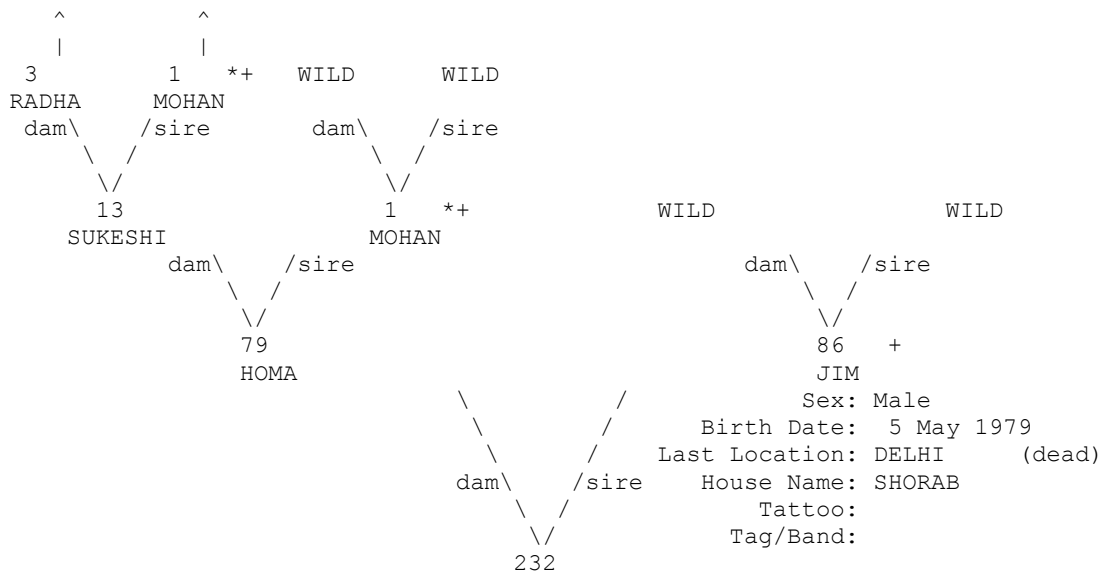 ^ ^
| |
3 1 *+ WILD WILD
RADHA MOHAN
dam\ /sire dam\ /sire
\ / \ /
\/ \/
13 1 *+ WILD WILD
SUKESHI MOHAN
dam\ /sire dam\ /sire
\ / \ /
\/ \/
79 86 +
HOMA JIM
\ / Sex: Male
\ / Birth Date: 5 May 1979
\ / Last Location: DELHI (dead)
dam\ /sire House Name: SHORAB
\ / Tattoo:
\/ Tag/Band:
232